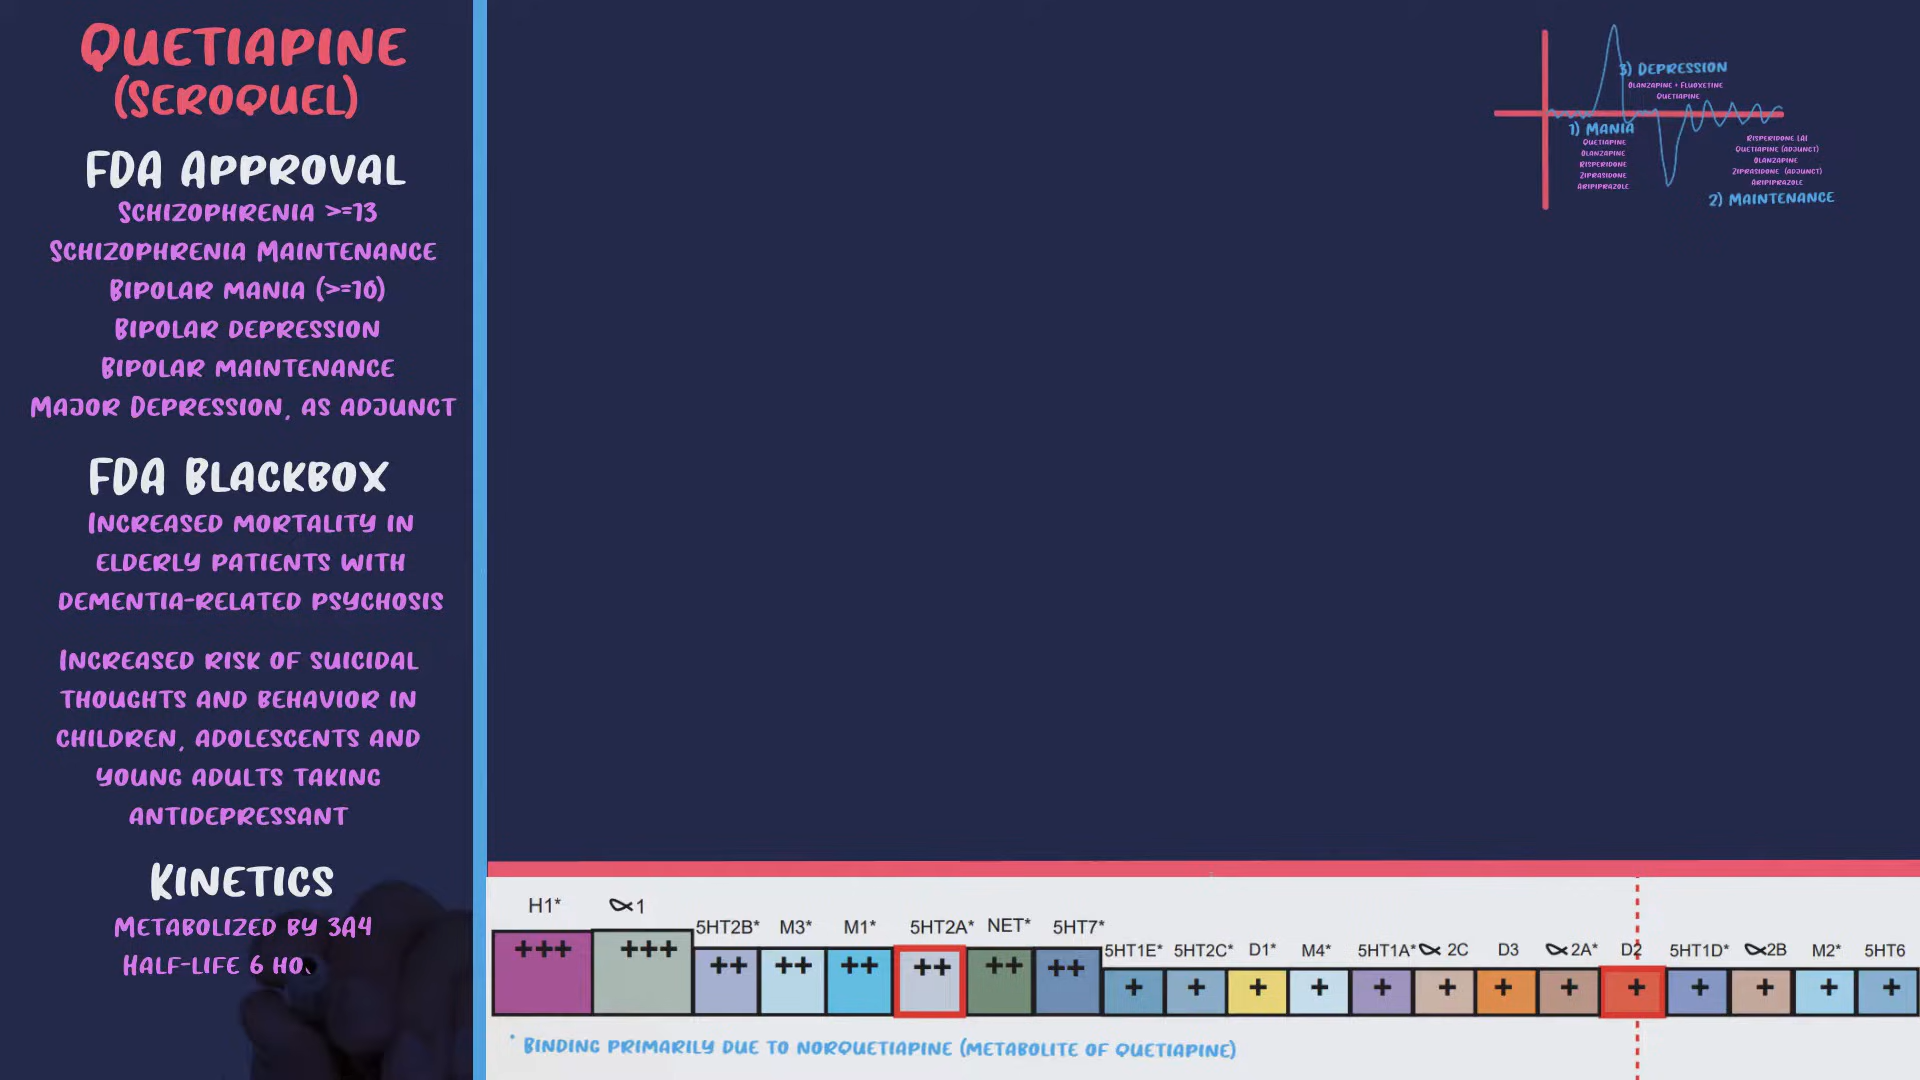 QUETIAPINE
(SEROQUEL)
FDA APPROVAL
SCHIZOPHRENIA >=13
SCHIZOPHRENIA MAINTENANCE
BIPOLAR MANIA (>=10)
BIPOLAR DEPRESSION
BIPOLAR MAINTENANCE
MAJOR DEPRESSION, AS ADJUNCT
FDA BLACKBOX
INCREASED MORTALITY IN
ELDERLY PATIENTS WITH
DEMENTIA-RELATED PSYCHOSIS
INCREASED RISK OF SUICIDAL
THOUGHTS AND BEHAVIOR IN
CHILDREN, ADOLESCENTS AND
YOUNG ADULTS TAKING
ANTIDEPRESSANT
KINETICS
METABOLIZED BY 3A4
HALF-LIFE 6 HO
3) DEPRESSION
OLANZAPINE + FLUOXETINE
QUETIAPINE
1) MANIA
QUETIAPINE
OLANZAPINE
RISPERIDONE
ZIPRASIDONE
ARIPIPRAZOLE
RISPERIDONE LAI
QUETIAPINE (ADJUNCT)
OLANZAPINE
ZIPRASIDONE (ADJUNCT)
ARIPIPRAZOLE
2) MAINTENANCE
H1* ∝1 5HT2B* M3* M1* 5HT2A* NET* 5HT7* 5HT1E* 5HT2C* D1* M4* 5HT1A* ∝2C D3 ∝2A* D2 5HT1D* ∝2B M2* 5HT6
+++ +++ ++ ++ ++ ++ ++ ++ + + + + + + + + + + + + +
* BINDING PRIMARILY DUE TO NORQUETIAPINE (METABOLITE OF QUETIAPINE)